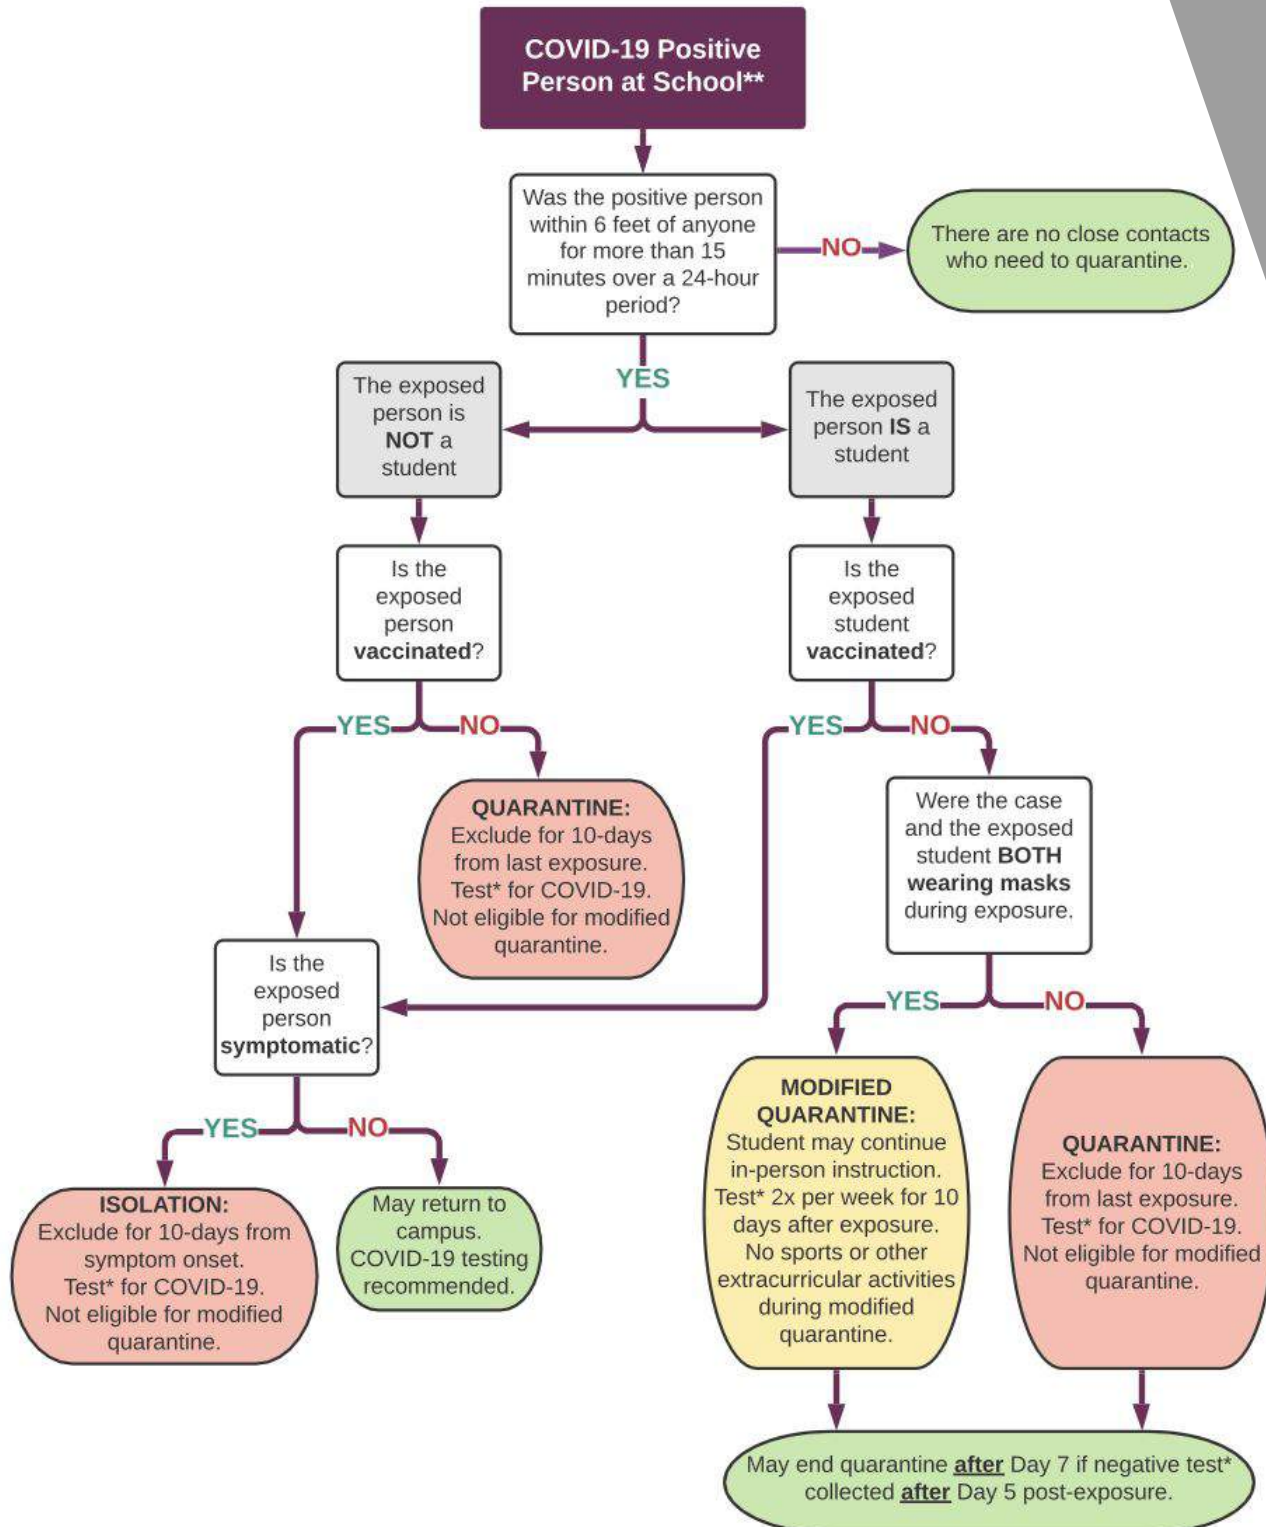 COVID-19 Positive
Person at School**
Was the positive person
within 6 feet of anyone
for more than 15
minutes over a 24-hour
period?
NO
There are no close contacts
who need to quarantine.
YES
The exposed
person is
NOT a
student
The exposed
person IS a
student
Is the
exposed
person
vaccinated?
Is the
exposed
student
vaccinated?
YES
NO
YES
NO
QUARANTINE:
Exclude for 10-days
from last exposure.
Test* for COVID-19.
Not eligible for modified
quarantine.
Were the case
and the exposed
student BOTH
wearing masks
during exposure.
Is the
exposed
person
symptomatic?
YES
NO
YES
NO
ISOLATION:
Exclude for 10-days from
symptom onset.
Test* for COVID-19.
Not eligible for modified
quarantine.
May return to
campus.
COVID-19 testing
recommended.
MODIFIED
QUARANTINE:
Student may continue
in-person instruction.
Test* 2x per week for 10
days after exposure.
No sports or other
extracurricular activities
during modified
quarantine.
QUARANTINE:
Exclude for 10-days
from last exposure.
Test* for COVID-19.
Not eligible for modified
quarantine.
May end quarantine after Day 7 if negative test*
collected after Day 5 post-exposure.